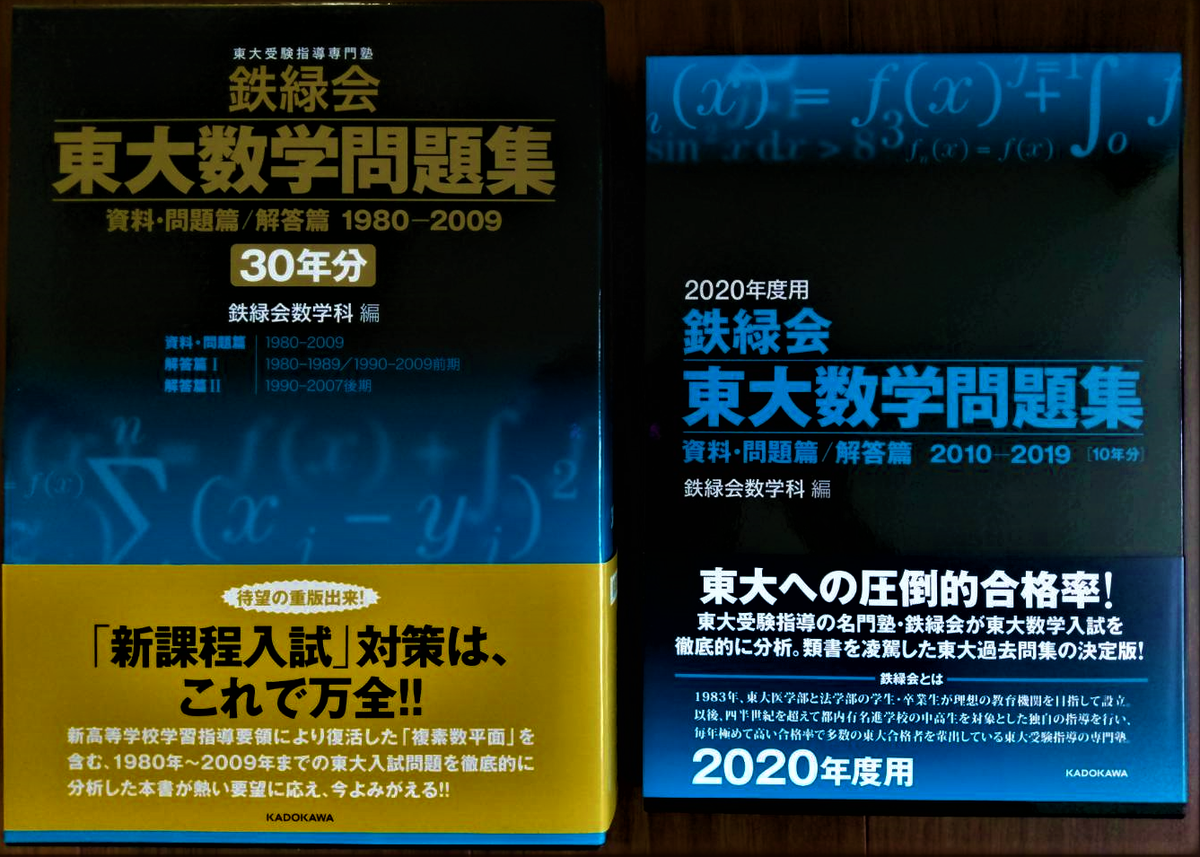 東大受験指導専門塾
鉄緑会
東大数学問題集
資料・問題篇/解答篇 1980-2009
30年分
鉄緑会数学科 編
資料・問題篇 1980-2009
解答篇 I 1980-1989/1990-2009前期
解答篇 II 1990-2007後期
n = f(x) + ∫
= f(x)
∑ (x j - y j) 2
待望の重版出来!
「新課程入試」対策は、
これで万全!!
新高等学校学習指導要領により復活した「複素数平面」を
含む、1980年〜2009年までの東大入試問題を徹底的に
分析した本書が熱い要望に応え、今よみがえる!!
KADOKAWA
n (x) = f (x) + j=1 ∫ 0 f
sin x dx > 8 3 f n (x) = f(x)
2020年度用
鉄緑会
東大数学問題集
資料・問題篇/解答篇 2010-2019 [10年分]
鉄緑会数学科 編
東大への圧倒的合格率!
東大受験指導の名門塾・鉄緑会が東大数学入試を
徹底的に分析。類書を凌駕した東大過去問集の決定版!
鉄緑会とは
1983年、東大医学部と法学部の学生・卒業生が理想の教育機関を目指して設立。
以後、四半世紀を超えて都内有名進学校の中高生を対象とした独自の指導を行い、
毎年極めて高い合格率で多数の東大合格者を輩出している東大受験指導の専門塾。
2020年度用
KADOKAWA